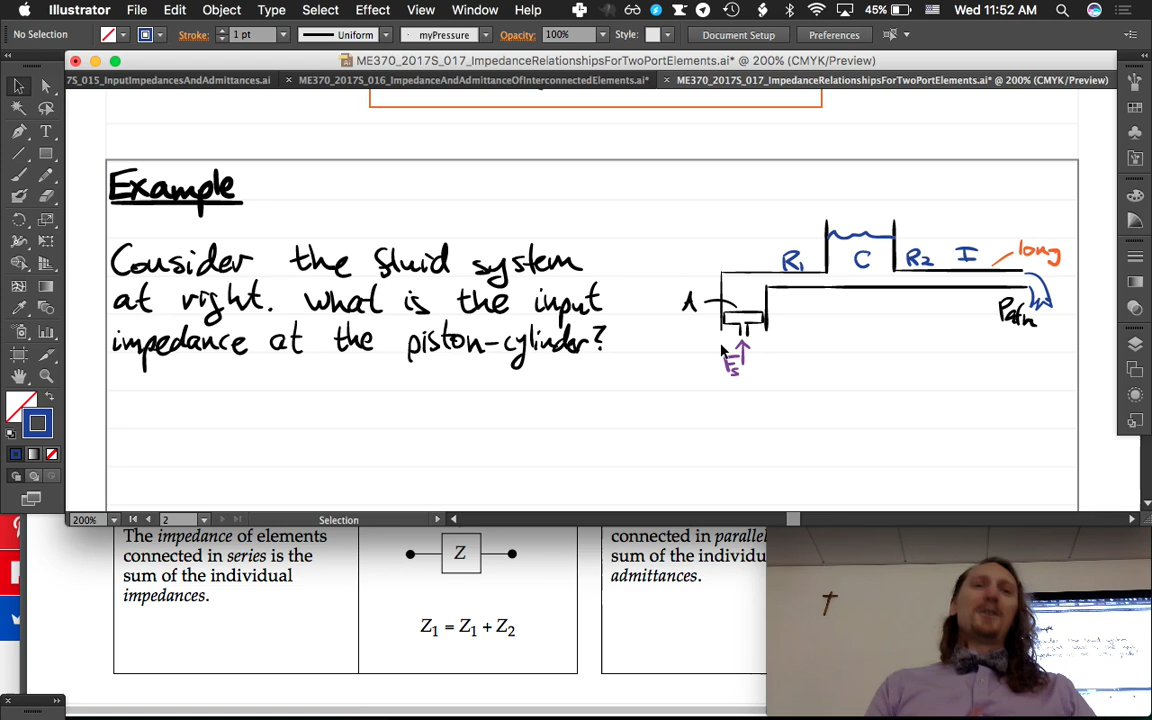 Illustrator File Edit Object Type Select Effect View Window Help 45% Wed 11:52 AM
No Selection Stroke: 1 pt Uniform myPressure Opacity: 100% Style: Document Setup Preferences
ME370_2017S_017_ImpedanceRelationshipsForTwoPortElements.ai* @ 200% (CMYK/Preview)
7S_015_InputImpedancesAndAdmittances.ai ME370_2017S_016_ImpedanceAndAdmittanceOfInterconnectedElements.ai* ME370_2017S_017_ImpedanceRelationshipsForTwoPortElements.ai* @ 200% (CMYK/Preview)
Example
Consider the fluid system
at right. What is the input
impedance at the piston-cylinder?
R1 C R2 I long
A
Patm
Fs
200% 2 Selection
The impedance of elements
connected in series is the
sum of the individual
impedances.
Z
Z1 = Z1 + Z2
connected in parallel
sum of the individu
admittances.